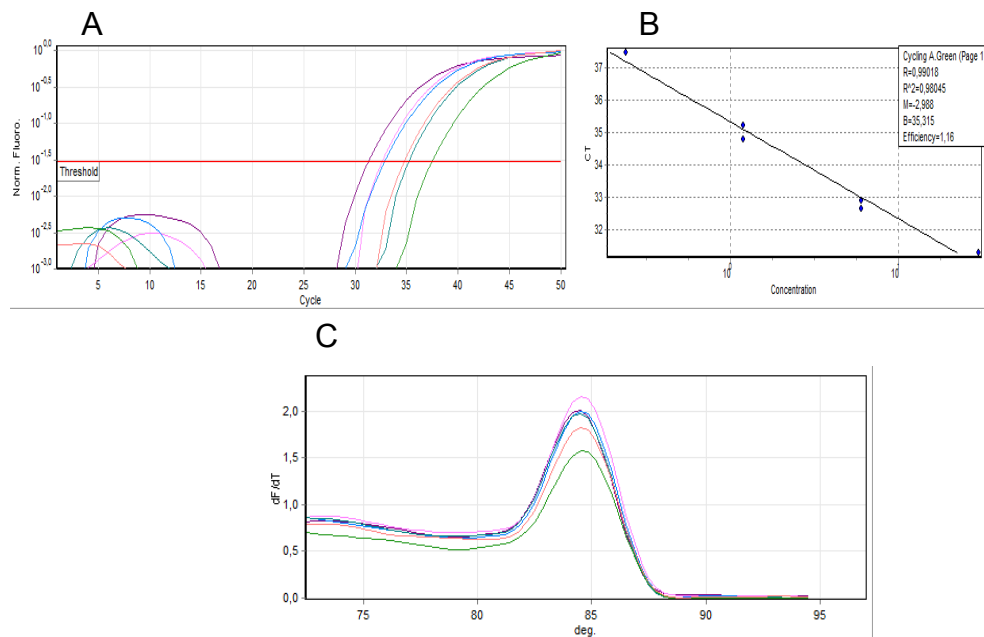 A
B
10^0.0
10^-0.5
10^-1.0
10^-1.5
10^-2.0
10^-2.5
10^-3.0
Norm. Fluoro.
Threshold
5 10 15 20 25 30 35 40 45 50
Cycle
37
36
35
33
32
CT
10^0 10^1
Concentration
Cycling A.Green (Page 1
R=0,99018
R^2=0,98045
M=-2,988
B=35,315
Efficiency=1,16
C
2,0
1,5
1,0
0,5
0,0
dF/dT
75 80 85 90 95
deg.